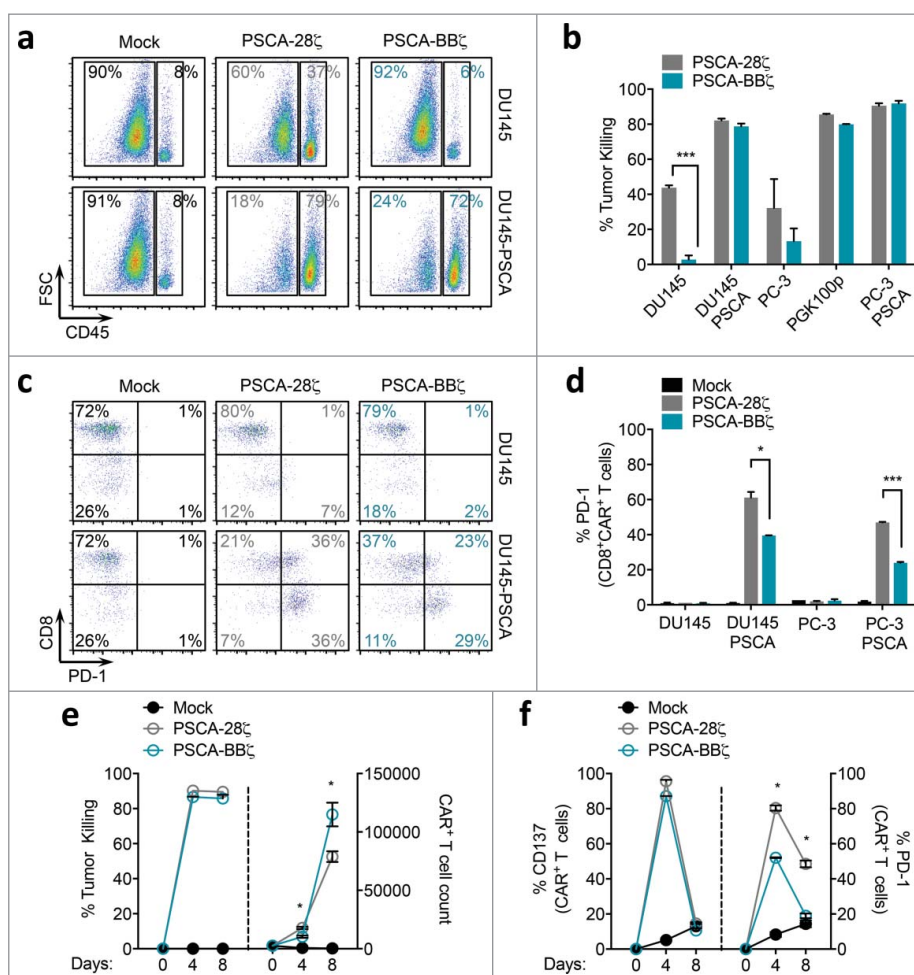 a
Mock PSCA-28ζ PSCA-BBζ
90% 8% 60% 37% 92% 6%
DU145
91% 8% 18% 79% 24% 72%
DU145-PSCA
FSC
CD45
b
PSCA-28ζ
PSCA-BBζ
% Tumor Killing
100
80
60
40
20
0
***
DU145
DU145 PSCA
PC-3
PGK100p
PC-3 PSCA
c
Mock PSCA-28ζ PSCA-BBζ
72% 1% 80% 1% 79% 1%
26% 1% 12% 7% 18% 2%
DU145
72% 1% 21% 36% 37% 23%
26% 1% 7% 36% 11% 29%
DU145-PSCA
CD8
PD-1
d
Mock
PSCA-28ζ
PSCA-BBζ
% PD-1
(CD8+CAR+ T cells)
100
80
60
40
20
0
*
***
DU145
DU145 PSCA
PC-3
PC-3 PSCA
e
Mock
PSCA-28ζ
PSCA-BBζ
% Tumor Killing
100
80
60
40
20
0
* *
150000
100000
50000
0
CAR+ T cell count
Days: 0 4 8 0 4 8
f
Mock
PSCA-28ζ
PSCA-BBζ
% CD137
(CAR+ T cells)
100
80
60
40
20
0
* *
100
80
60
40
20
0
% PD-1
(CAR+ T cells)
Days: 0 4 8 0 4 8